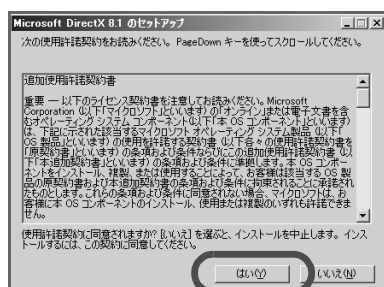 Microsoft DirectX 8.1 のセットアップ
次の使用許諾契約をお読みください。PageDown キーを使ってスクロールしてください。
追加使用許諾契約書
重要 — 以下のライセンス契約書を注意してお読みください。Microsoft
Corporation (以下「マイクロソフト」といいます) の「オンライン」または電子文書を含
むオペレーティング システム コンポーネント(以下「本 OS コンポーネント」といいます)
は、下記に示された該当するマイクロソフト オペレーティング システム製品 (以下「
OS 製品」といいます) の使用を許諾する契約書 (以下各々の使用許諾契約書を
「原契約書」といいます) の条項および条件ならびにこの追加使用許諾契約書 (以
下「本追加契約書」といいます) の条項および条件に準拠します。本 OS コンポー
ネントをインストール、複製、または使用することによって、お客様は該当する OS 製
品の原契約書および本追加契約書の条項および条件に拘束されることに承諾され
たものとします。これらの条項および条件に同意されない場合、マイクロソフトは、お
客様に本 OS コンポーネントのインストール、使用または複製のいずれも許諾できま
せん。
使用許諾契約に同意されますか? [いいえ] を選ぶと、インストールを中止します。インス
トールするには、この契約に同意してください。
はい(Y)
いいえ(N)